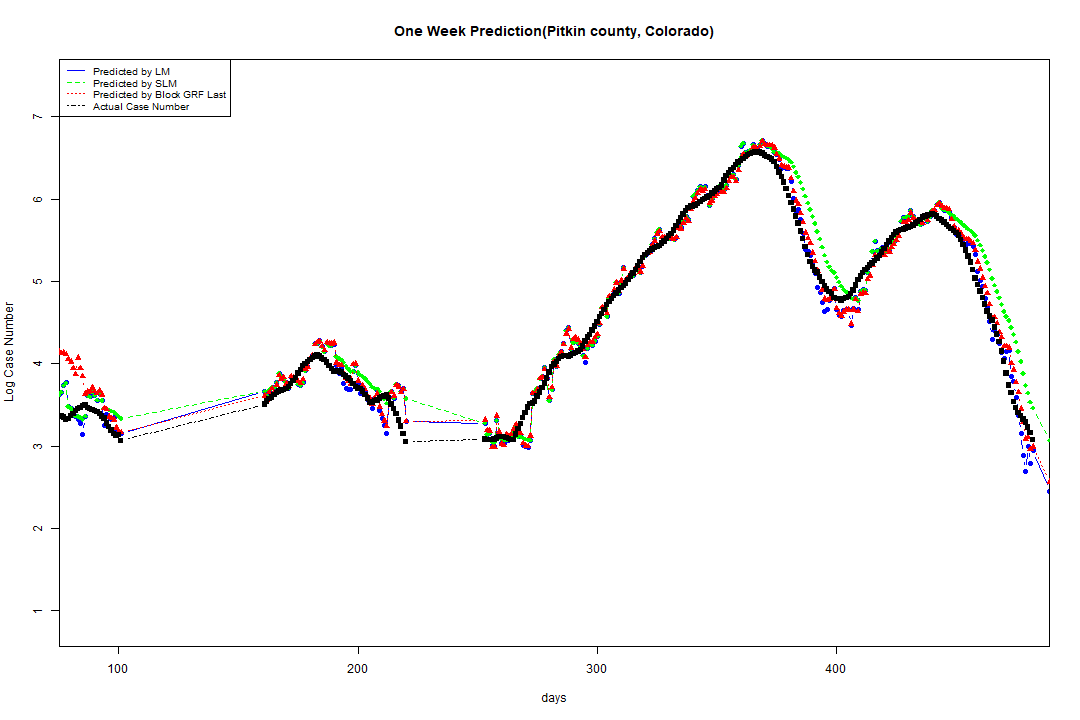 One Week Prediction(Pitkin county, Colorado)
Predicted by LM
Predicted by SLM
Predicted by Block GRF Last
Actual Case Number
Log Case Number
7
6
5
4
3
2
1
100 200 300 400
days